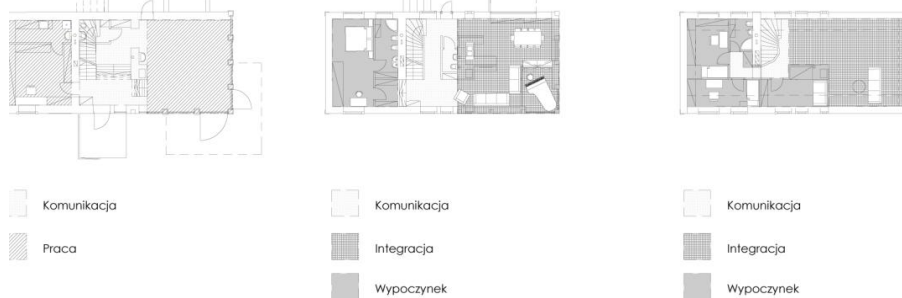 Komunikacja
Praca
Komunikacja
Integracja
Wypoczynek
Komunikacja
Integracja
Wypoczynek